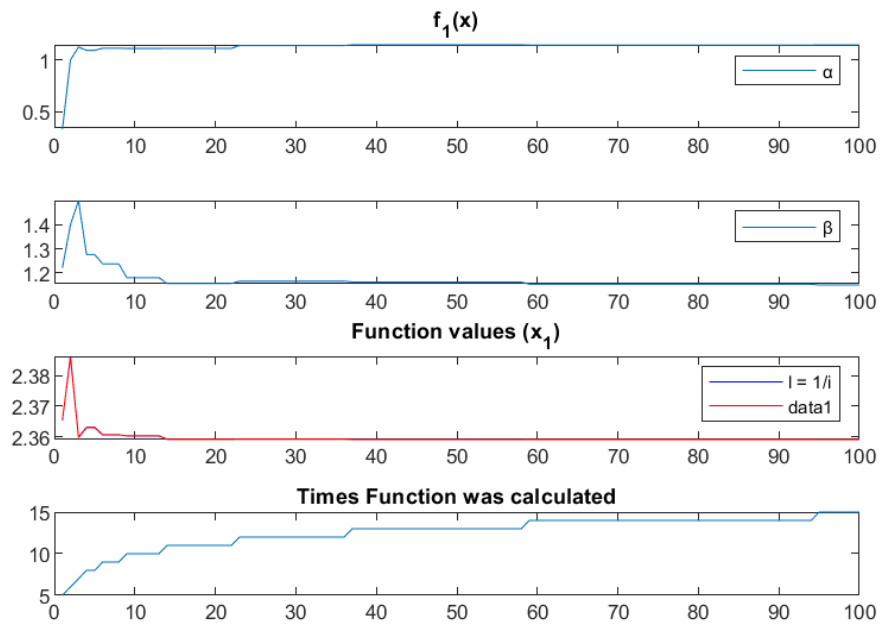 f_1(x)
1
0.5
α
0 10 20 30 40 50 60 70 80 90 100
1.4
1.3
1.2
β
0 10 20 30 40 50 60 70 80 90 100
Function values (x_1)
2.38
2.37
2.36
l = 1/i
data1
0 10 20 30 40 50 60 70 80 90 100
Times Function was calculated
15
10
5
0 10 20 30 40 50 60 70 80 90 100